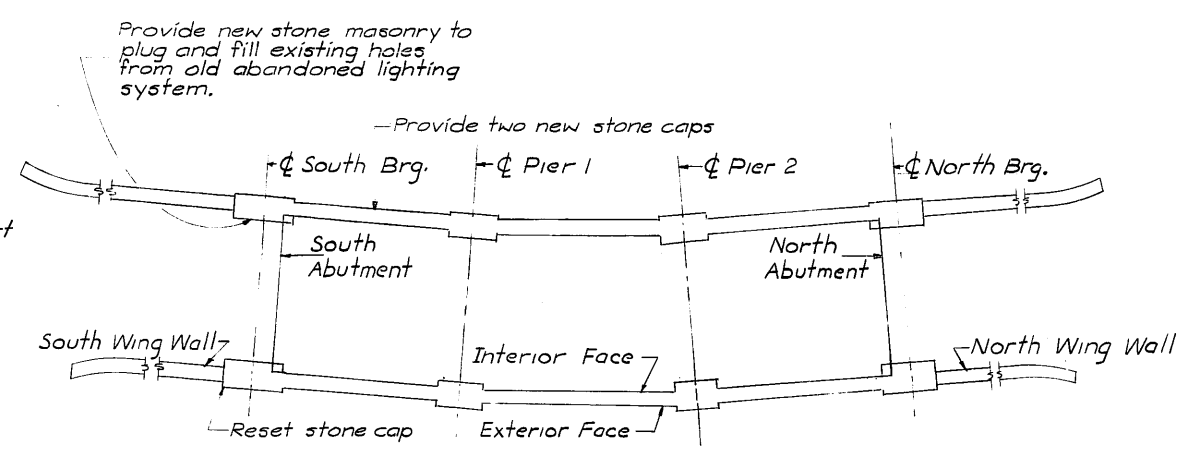 Provide new stone masonry to
plug and fill existing holes
from old abandoned lighting
system.
Provide two new stone caps
℄ South Brg.
℄ Pier 1
℄ Pier 2
℄ North Brg.
South
Abutment
North
Abutment
South Wing Wall
Interior Face
North Wing Wall
Reset stone cap
Exterior Face